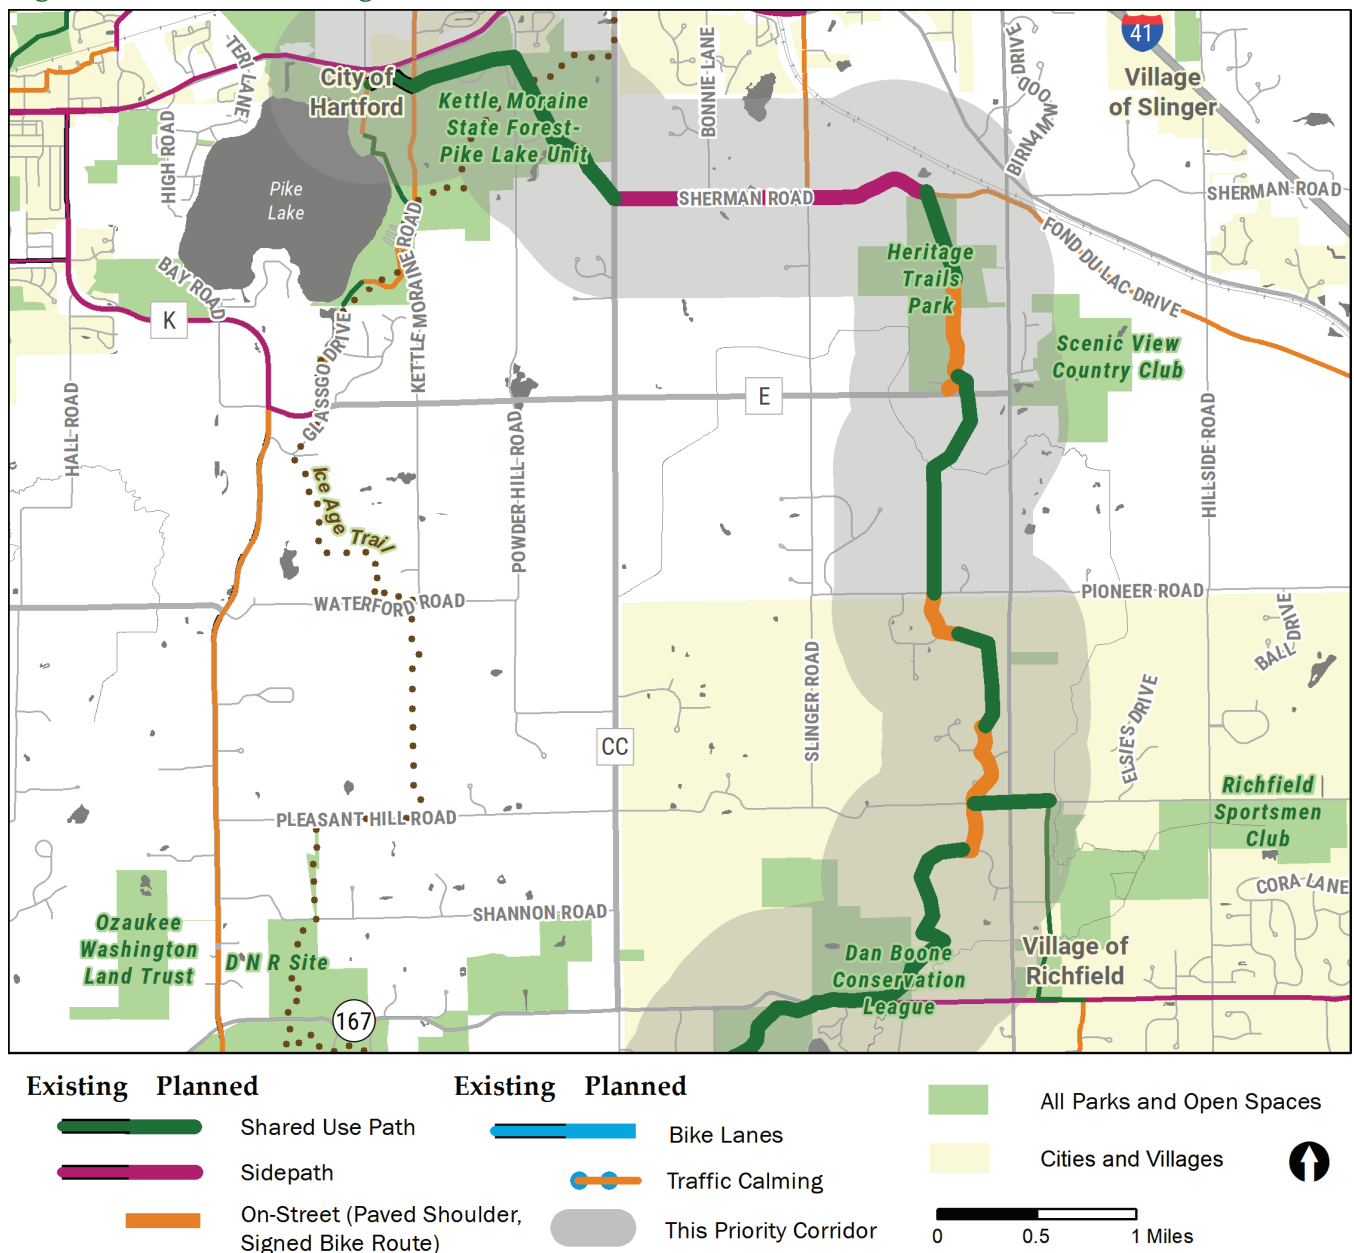 41
TERI LANE
City of
Hartford
BONNIE LANE
DRIVE
Village
of Slinger
Kettle Moraine
State Forest-
Pike Lake Unit
HIGH ROAD
Pike
Lake
SHERMAN ROAD
SHERMAN ROAD
KETTLE MORAINE ROAD
Heritage
Trails
Park
FOND DU LAC DRIVE
BAY ROAD
K
GLASSGO DRIVE
Scenic View
Country Club
E
HALL ROAD
POWDER HILL ROAD
HILLSIDE ROAD
Ice Age Trail
WATERFORD ROAD
PIONEER ROAD
BALL DRIVE
SLINGER ROAD
ELSIE'S DRIVE
CC
PLEASANT HILL ROAD
Richfield
Sportsmen
Club
CORA LANE
SHANNON ROAD
Ozaukee
Washington
Land Trust
D N R Site
Dan Boone
Conservation
League
Village of
Richfield
167
Existing Planned
Shared Use Path
Sidepath
On-Street (Paved Shoulder,
Signed Bike Route)
Existing Planned
Bike Lanes
Traffic Calming
This Priority Corridor
All Parks and Open Spaces
Cities and Villages
0 0.5 1 Miles